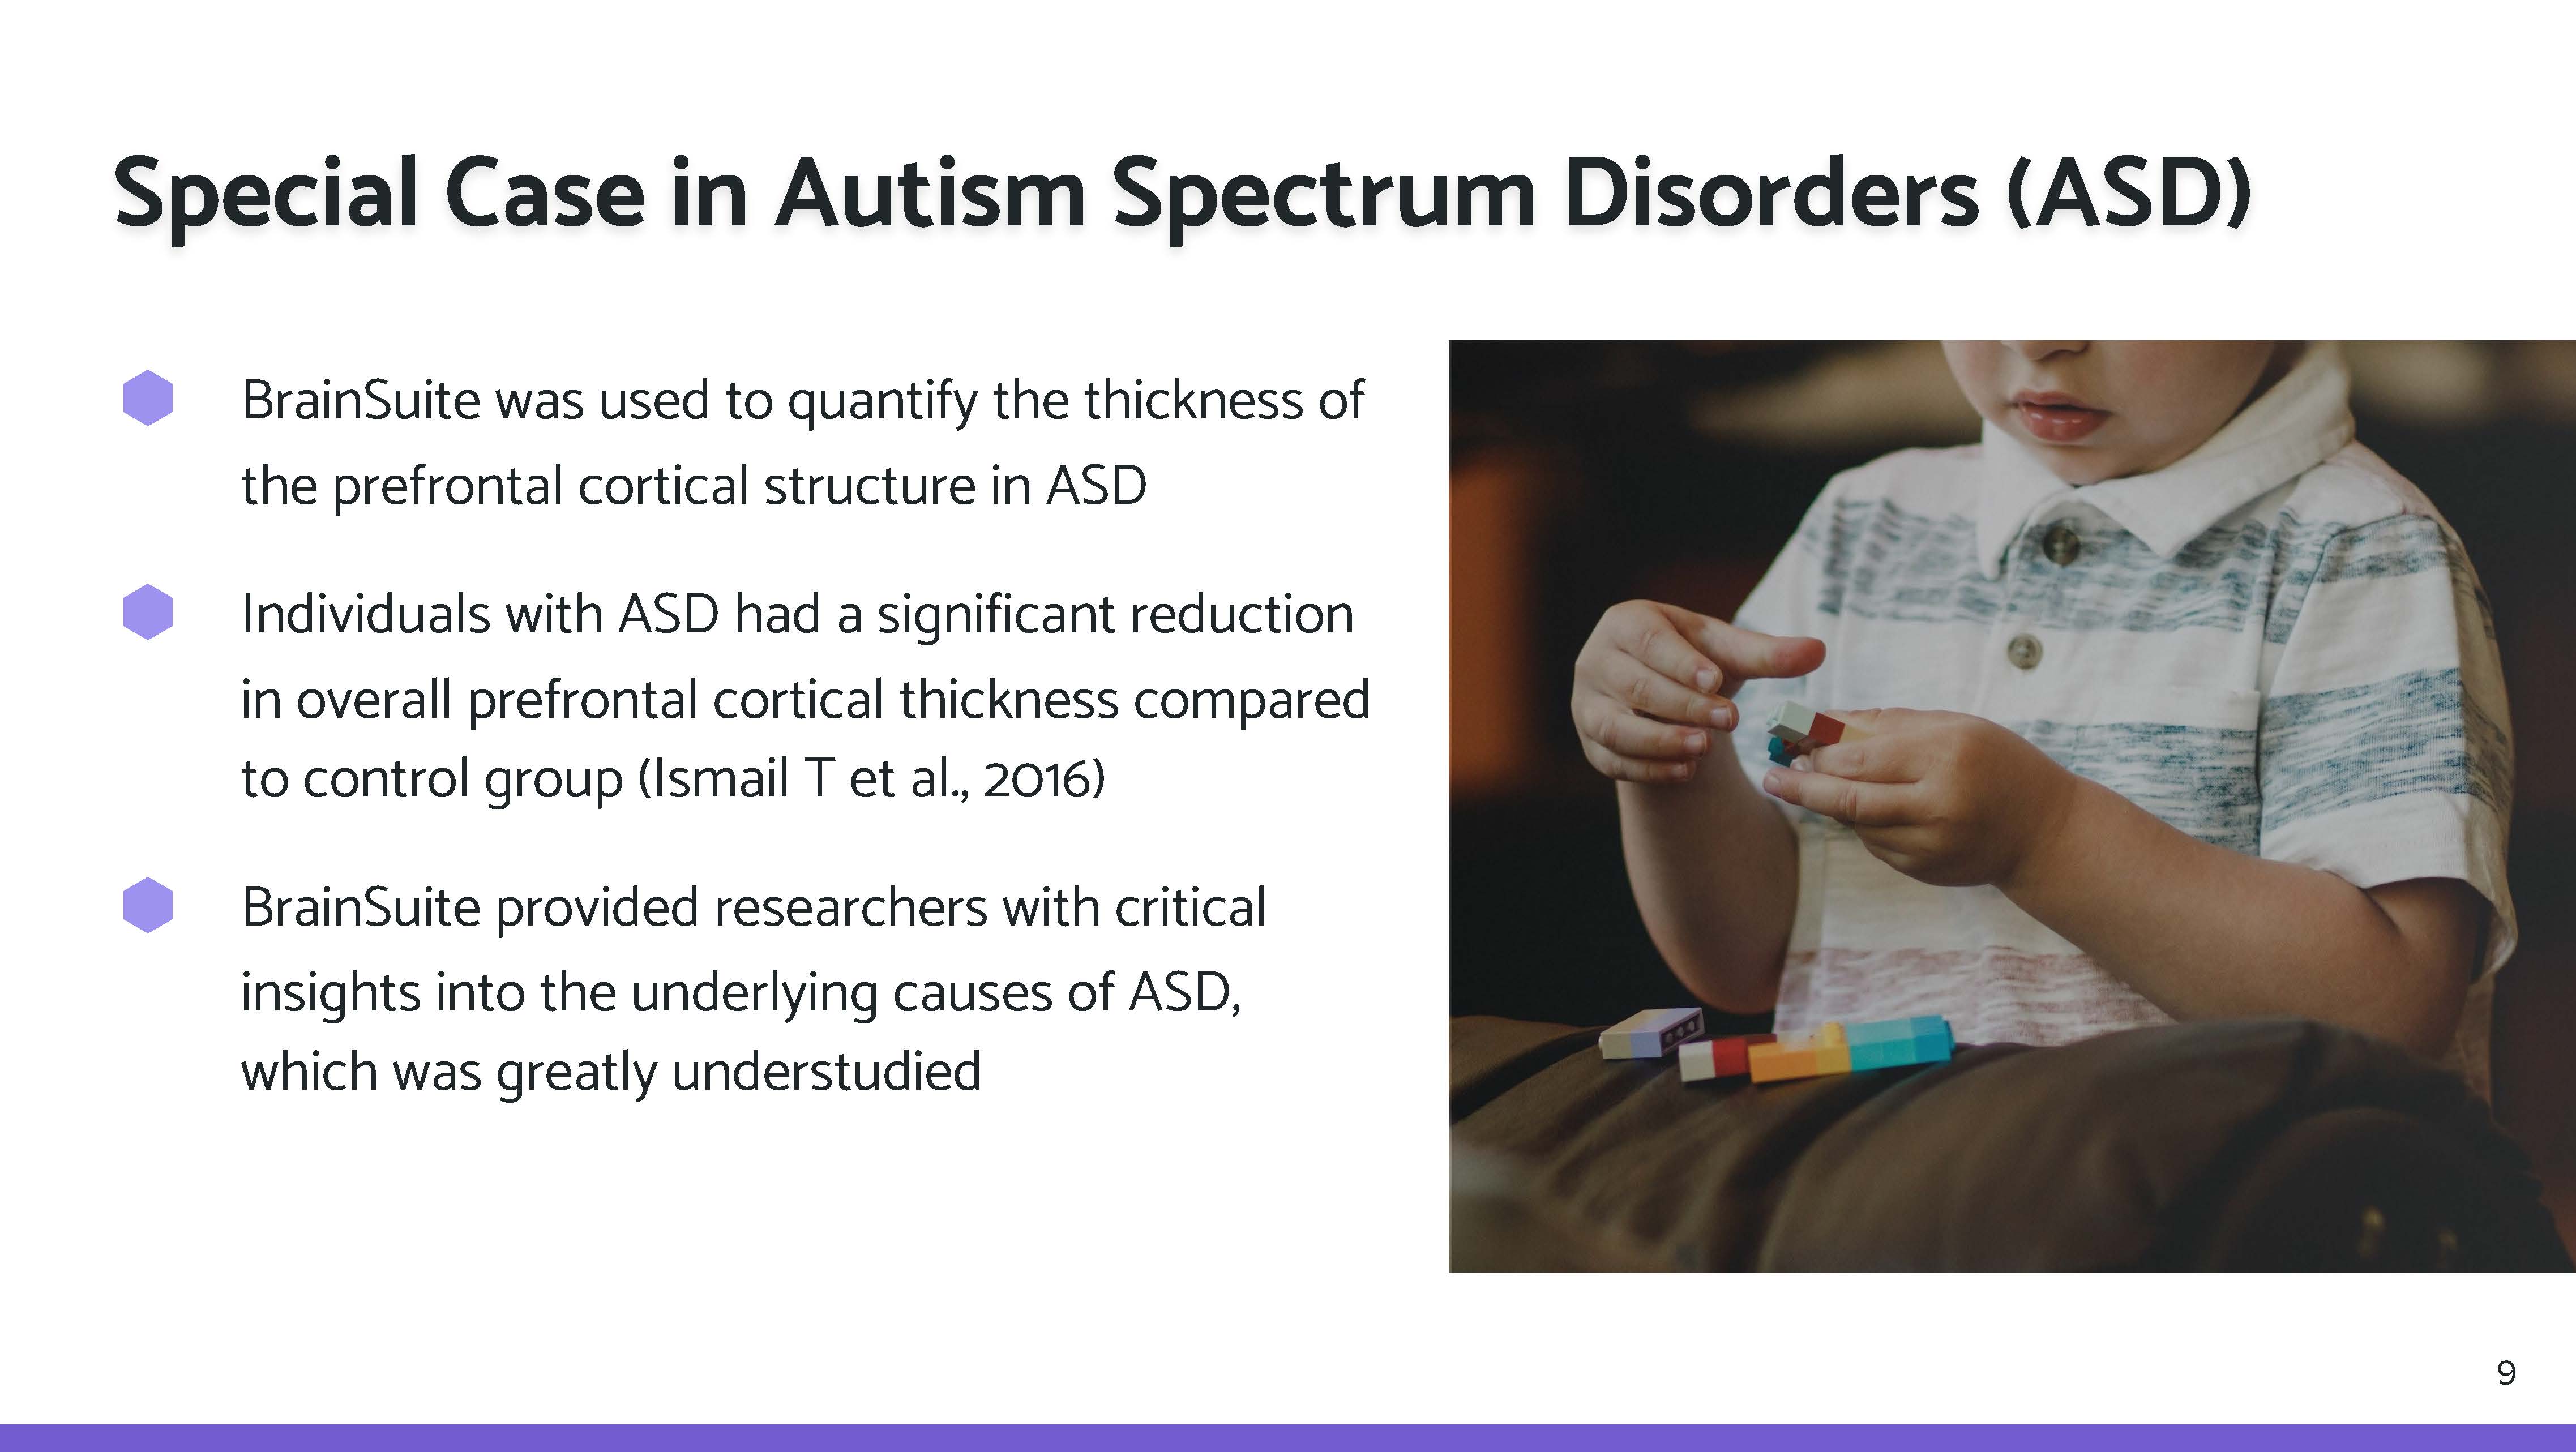 Special Case in Autism Spectrum Disorders (ASD)
BrainSuite was used to quantify the thickness of
the prefrontal cortical structure in ASD
Individuals with ASD had a significant reduction
in overall prefrontal cortical thickness compared
to control group (Ismail T et al., 2016)
BrainSuite provided researchers with critical
insights into the underlying causes of ASD,
which was greatly understudied
9